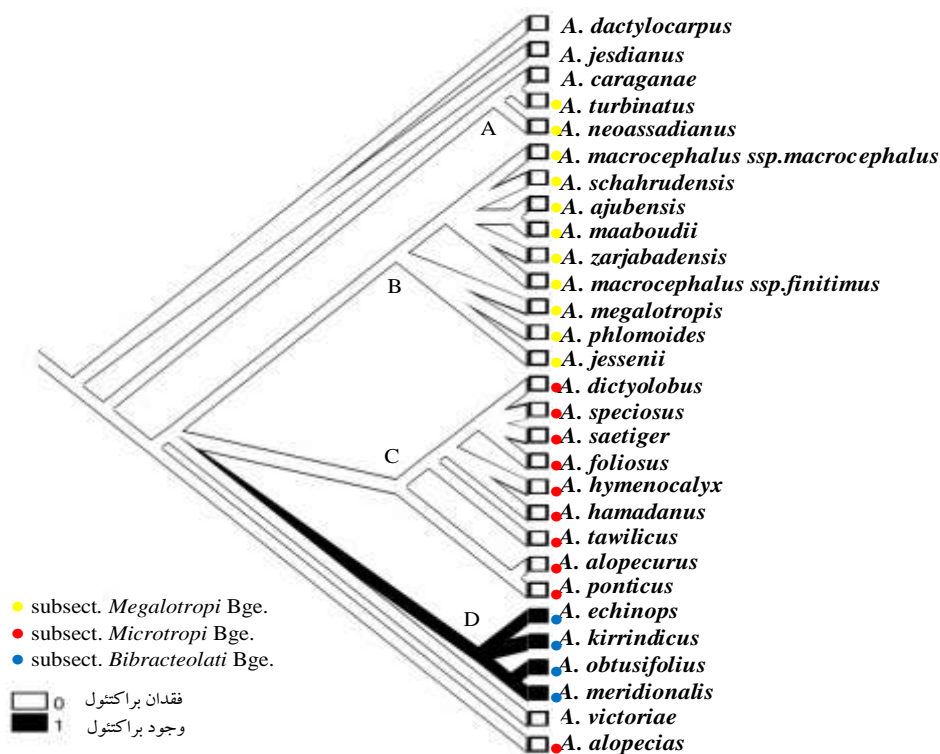 A. dactylocarpus
A. jesdianus
A. caraganae
A. turbinatus
A. neoassadianus
A. macrocephalus ssp.macrocephalus
A. schahrudensis
A. ajubensis
A. maaboudii
A. zarjabadensis
A. macrocephalus ssp.finitimus
A. megalotropis
A. phlomoides
A. jessenii
A. dictyolobus
A. speciosus
A. saetiger
A. foliosus
A. hymenocalyx
A. hamadanus
A. tawilicus
A. alopecurus
A. ponticus
A. echinops
A. kirrindicus
A. obtusifolius
A. meridionalis
A. victoriae
A. alopecias
A
B
C
D
subsect. Megalotropi Bge.
subsect. Microtropi Bge.
subsect. Bibracteolati Bge.
0 فقدان براکتئول
1 وجود براکتئول